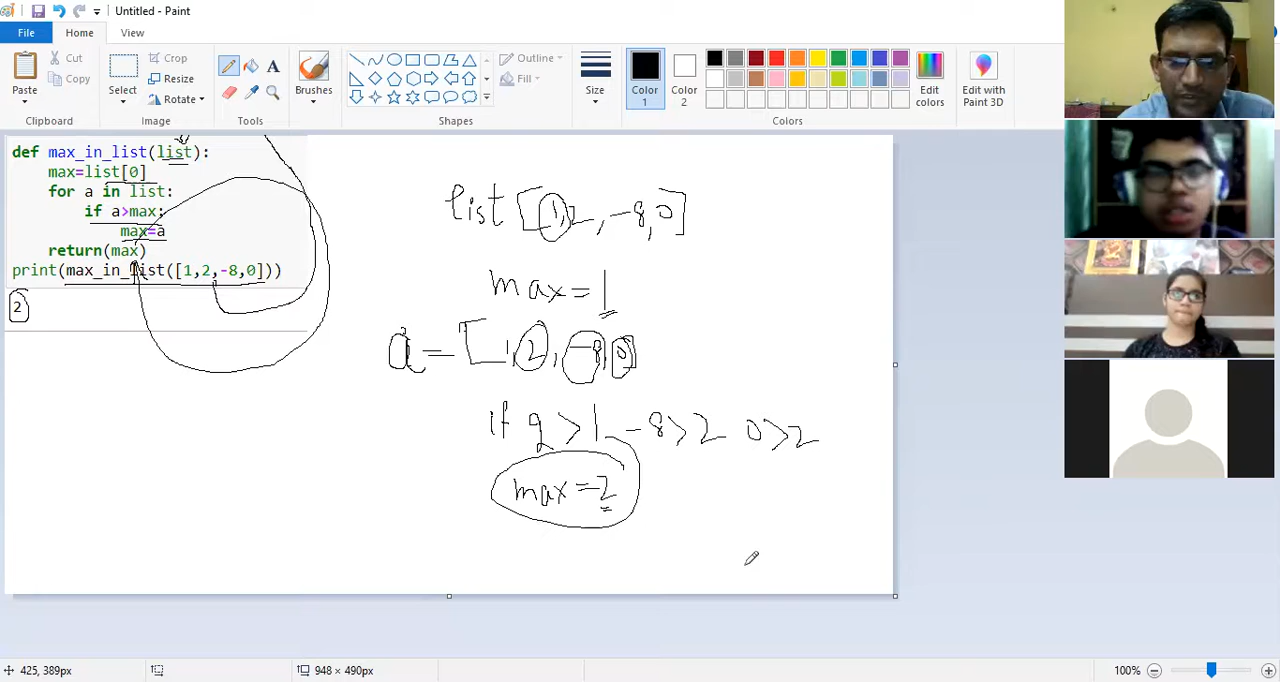 Untitled - Paint
File
Home
View
Paste
Cut
Copy
Clipboard
Select
Crop
Resize
Rotate
Image
A
Tools
Brushes
Shapes
Outline
Fill
Size
Color
1
Color
2
Colors
Edit
colors
Edit with
Paint 3D
def max_in_list(list):
max=list[0]
for a in list:
if a>max:
max=a
return(max)
print(max_in_list([1,2,-8,0]))
2
list [1,2,-8,0]
max=1
a=[1,2,-8,0]
if a>1 -8>2 0>2
max=2
425, 389px
948 × 490px
100%